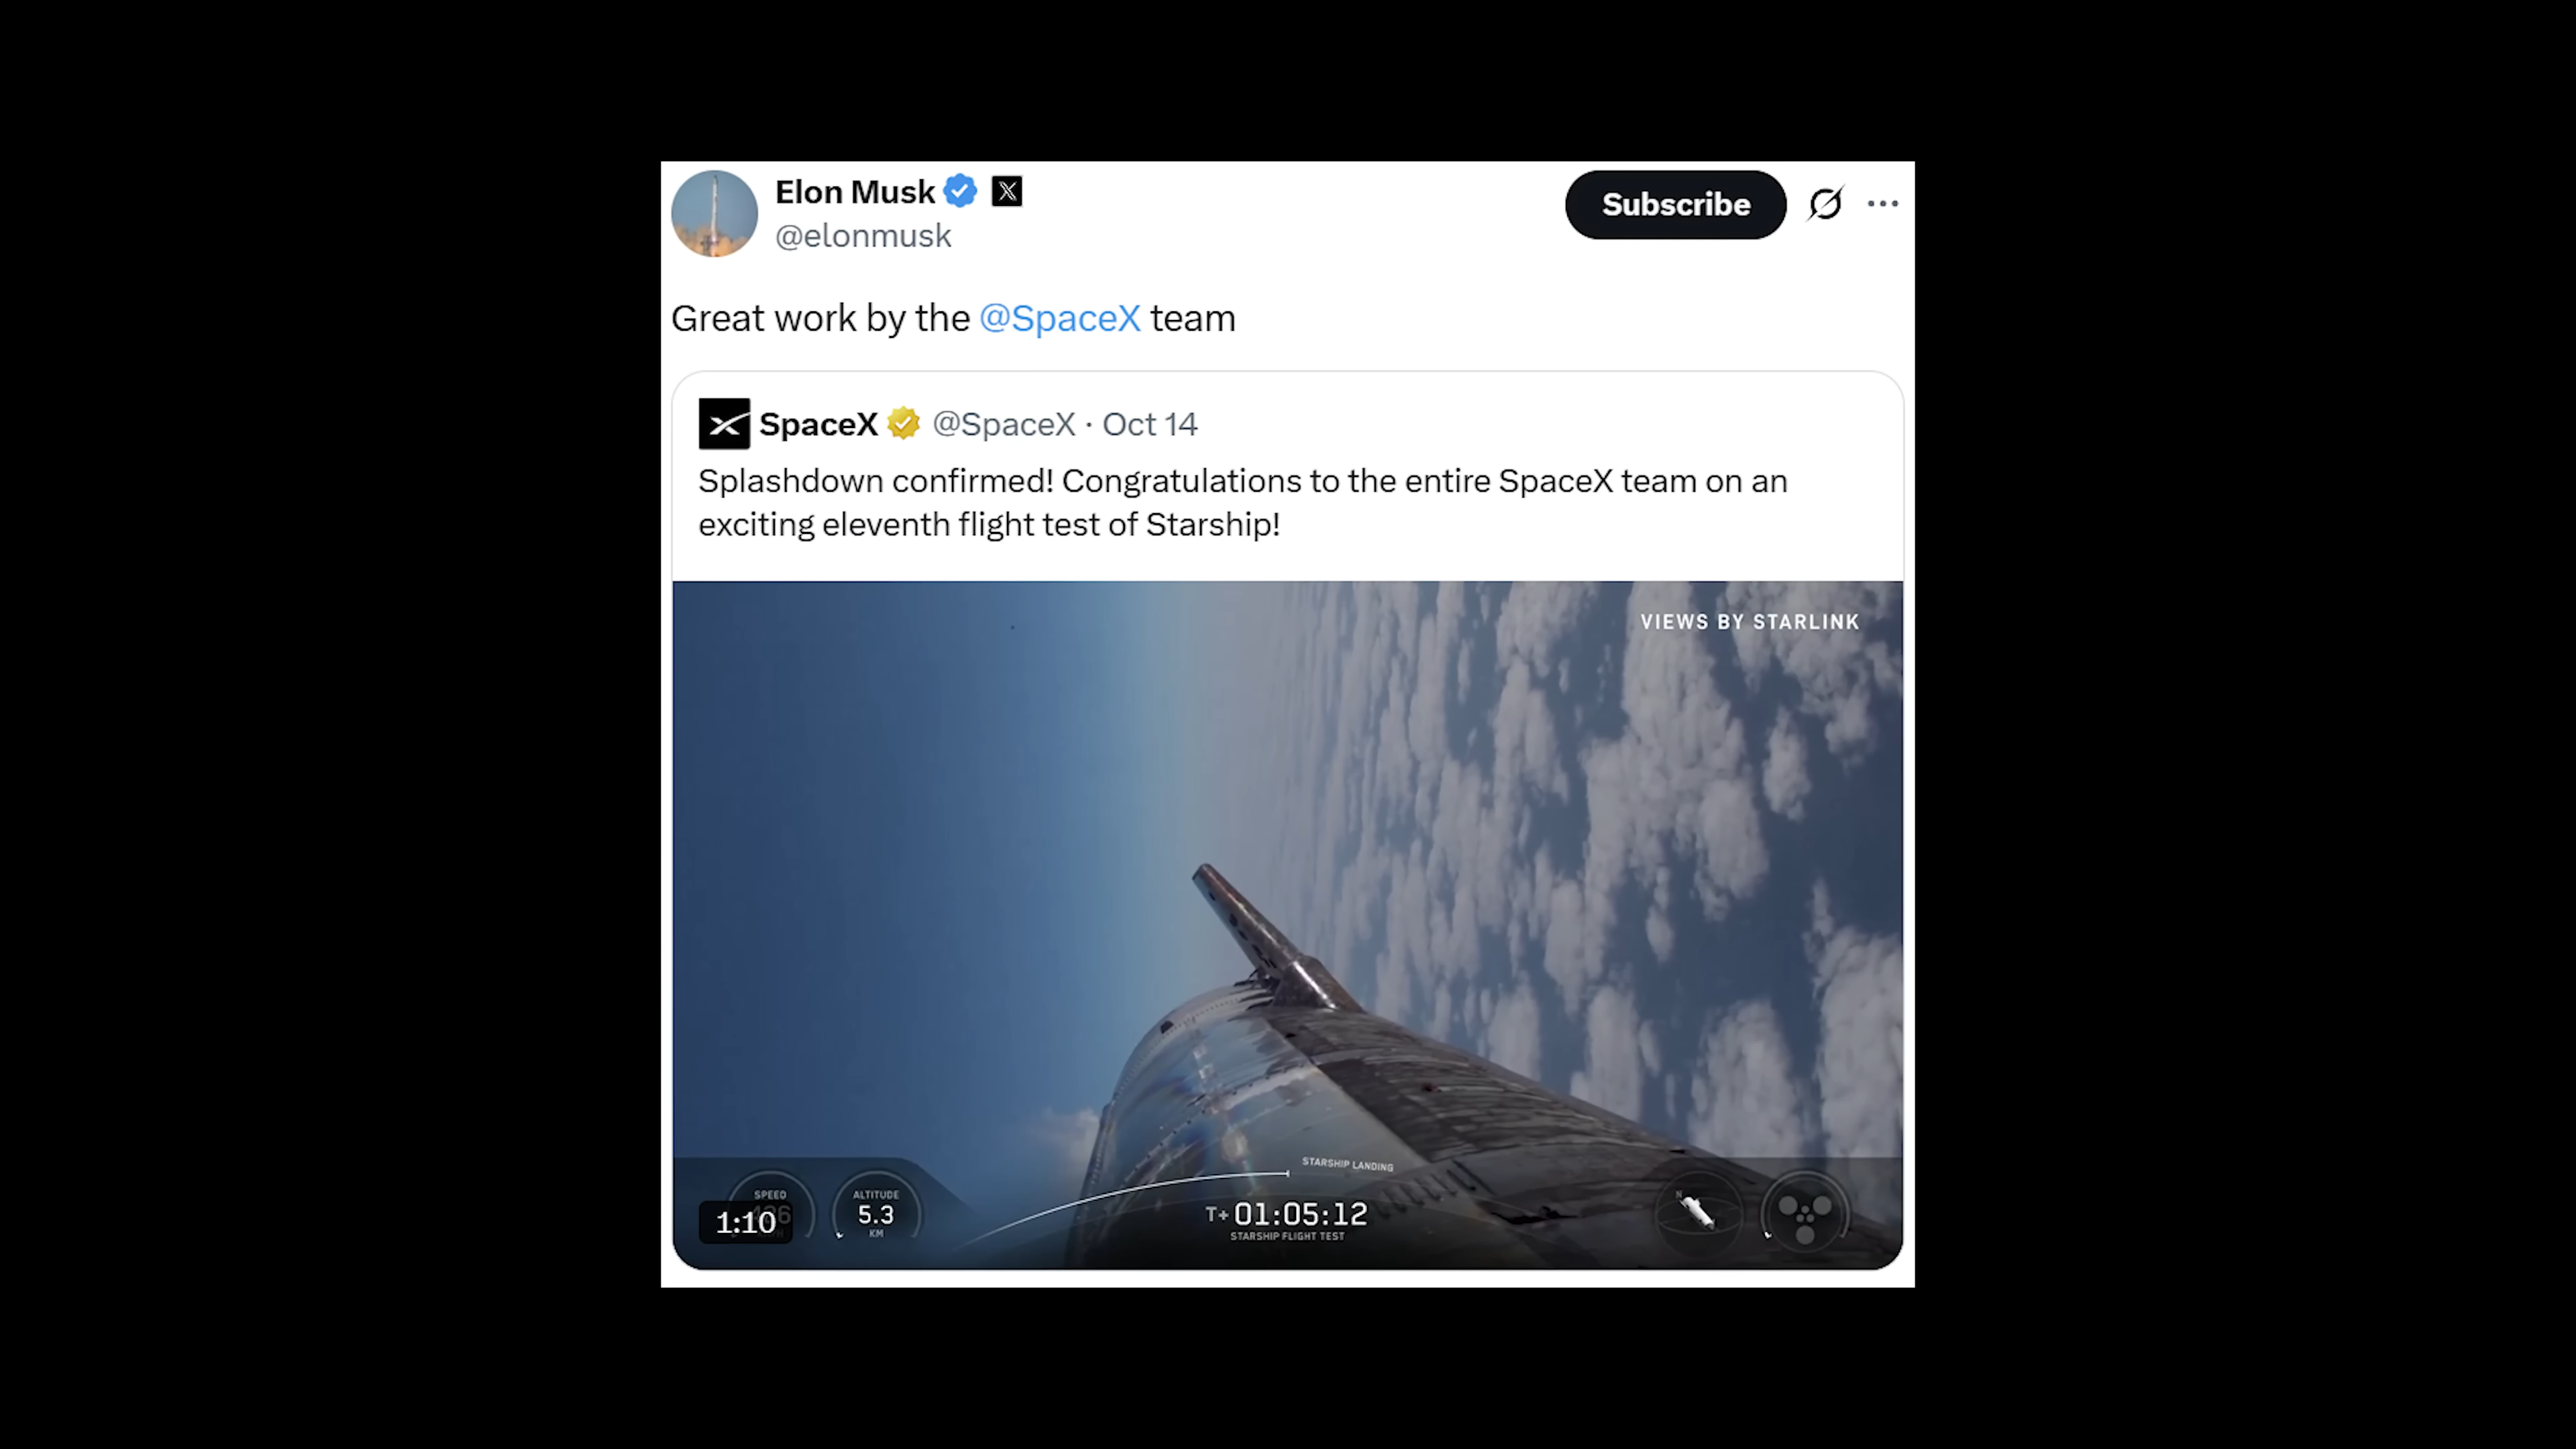 Elon Musk
@elonmusk
Subscribe
Great work by the @SpaceX team
SpaceX @SpaceX · Oct 14
Splashdown confirmed! Congratulations to the entire SpaceX team on an
exciting eleventh flight test of Starship!
VIEWS BY STARLINK
SPEED
1:10
ALTITUDE
5.3
KM
STARSHIP LANDING
T+01:05:12
STARSHIP FLIGHT TEST
N